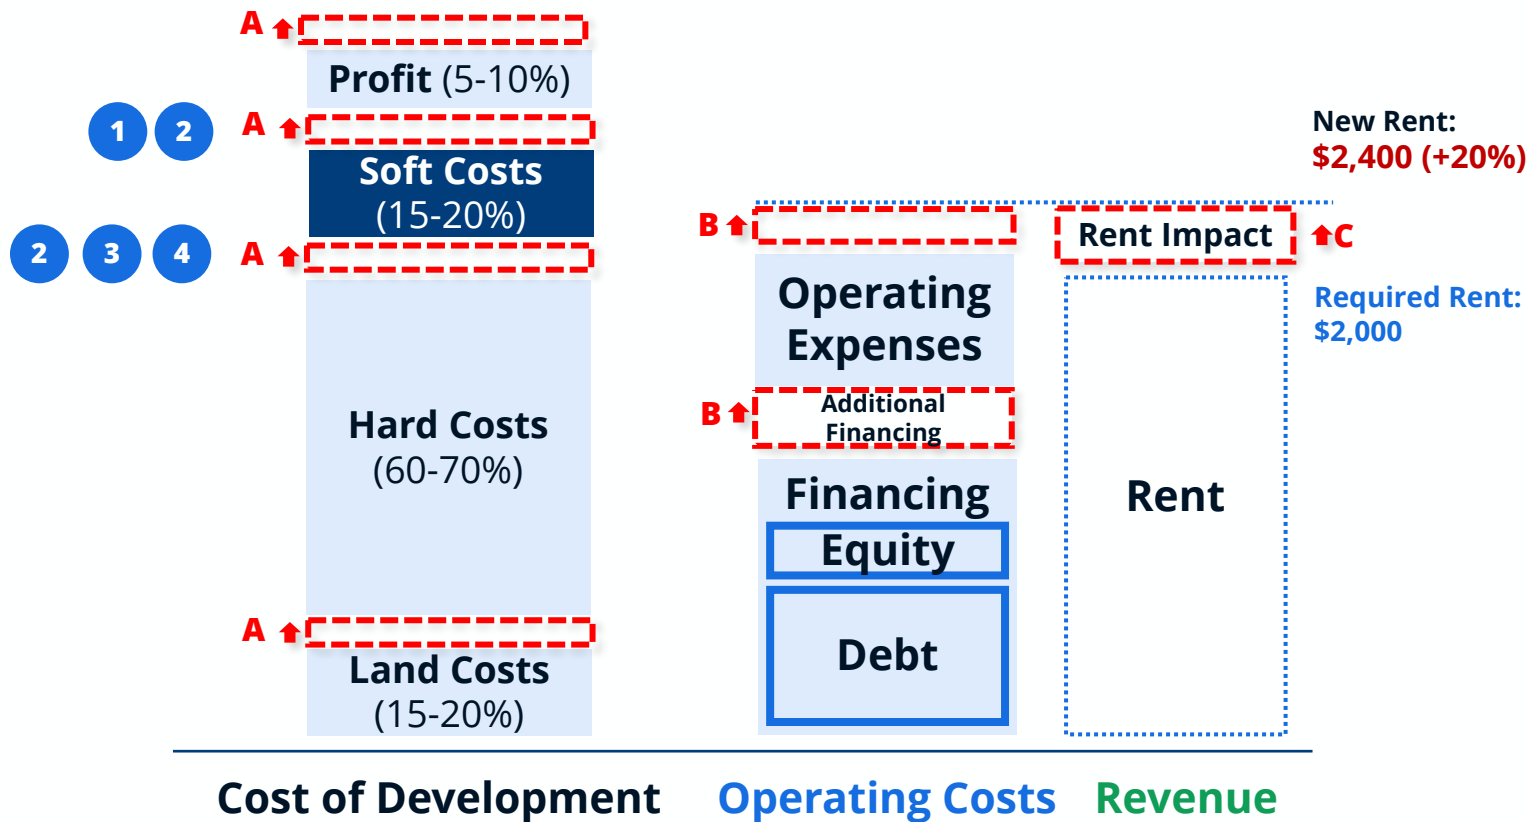 A
Profit (5-10%)
1 2 A
Soft Costs
(15-20%)
2 3 4 A
Hard Costs
(60-70%)
A
Land Costs
(15-20%)
Cost of Development
B
Operating
Expenses
B
Additional
Financing
Financing
Equity
Debt
Operating Costs
New Rent:
$2,400 (+20%)
Rent Impact
C
Required Rent:
$2,000
Rent
Revenue